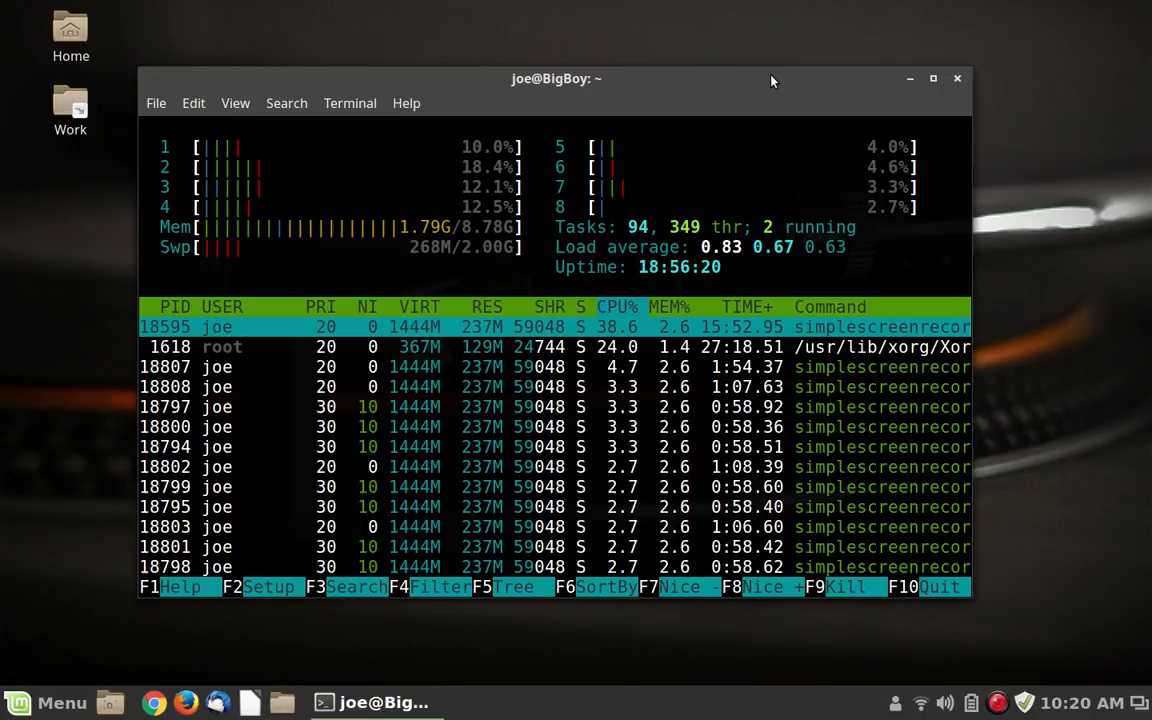 Home
Work
joe@BigBoy: ~
File Edit View Search Terminal Help
1 [|||| 10.0%] 5 [|| 4.0%]
2 [|||||| 18.4%] 6 [|| 4.6%]
3 [|||||| 12.1%] 7 [||| 3.3%]
4 [||||| 12.5%] 8 [| 2.7%]
Mem[|||||||||||||||||||1.79G/8.78G] Tasks: 94, 349 thr; 2 running
Swp[|||| 268M/2.00G] Load average: 0.83 0.67 0.63
Uptime: 18:56:20
PID USER PRI NI VIRT RES SHR S CPU% MEM% TIME+ Command
18595 joe 20 0 1444M 237M 59048 S 38.6 2.6 15:52.95 simplescreenrecor
1618 root 20 0 367M 129M 24744 S 24.0 1.4 27:18.51 /usr/lib/xorg/Xor
18807 joe 20 0 1444M 237M 59048 S 4.7 2.6 1:54.37 simplescreenrecor
18808 joe 20 0 1444M 237M 59048 S 3.3 2.6 1:07.63 simplescreenrecor
18797 joe 30 10 1444M 237M 59048 S 3.3 2.6 0:58.92 simplescreenrecor
18800 joe 30 10 1444M 237M 59048 S 3.3 2.6 0:58.36 simplescreenrecor
18794 joe 30 10 1444M 237M 59048 S 3.3 2.6 0:58.51 simplescreenrecor
18802 joe 20 0 1444M 237M 59048 S 2.7 2.6 1:08.39 simplescreenrecor
18799 joe 30 10 1444M 237M 59048 S 2.7 2.6 0:58.60 simplescreenrecor
18795 joe 30 10 1444M 237M 59048 S 2.7 2.6 0:58.40 simplescreenrecor
18803 joe 20 0 1444M 237M 59048 S 2.7 2.6 1:06.60 simplescreenrecor
18801 joe 30 10 1444M 237M 59048 S 2.7 2.6 0:58.42 simplescreenrecor
18798 joe 30 10 1444M 237M 59048 S 2.7 2.6 0:58.62 simplescreenrecor
F1Help F2Setup F3SearchF4FilterF5Tree F6SortByF7Nice -F8Nice +F9Kill F10Quit
Menu joe@Big... 10:20 AM